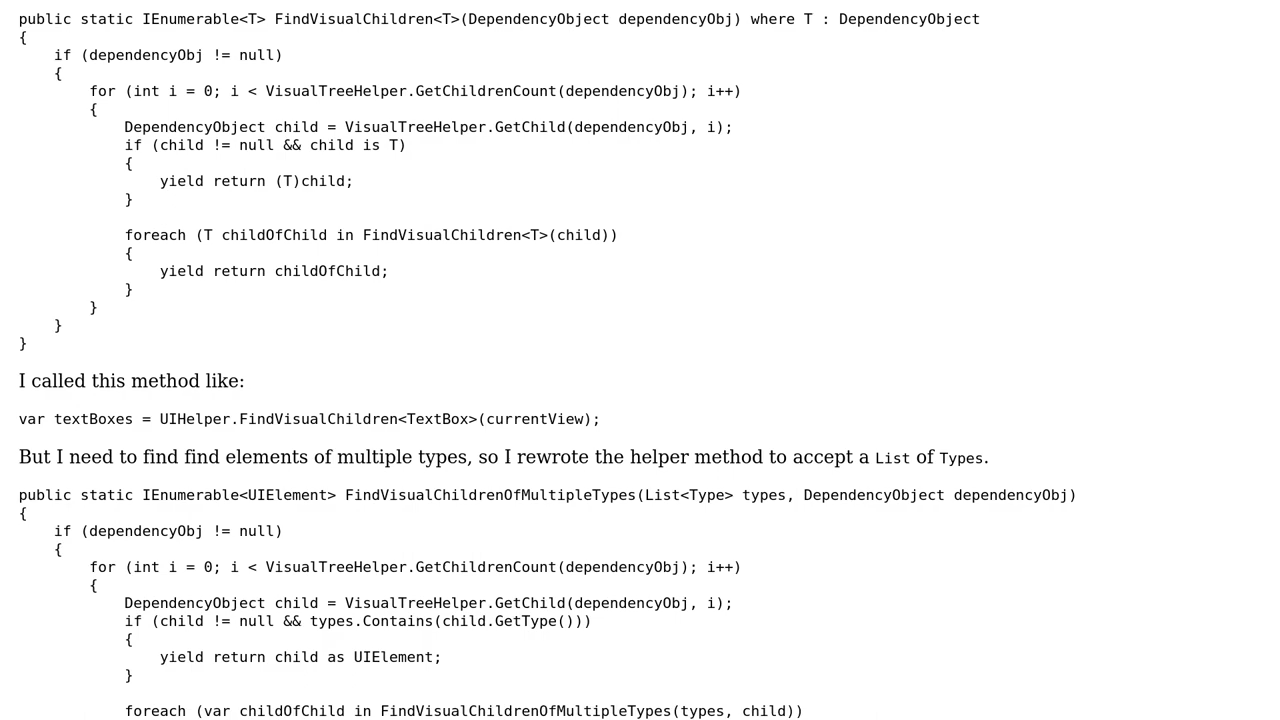 public static IEnumerable<T> FindVisualChildren<T>(DependencyObject dependencyObj) where T : DependencyObject
{
    if (dependencyObj != null)
    {
        for (int i = 0; i < VisualTreeHelper.GetChildrenCount(dependencyObj); i++)
        {
            DependencyObject child = VisualTreeHelper.GetChild(dependencyObj, i);
            if (child != null && child is T)
            {
                yield return (T)child;
            }

            foreach (T childOfChild in FindVisualChildren<T>(child))
            {
                yield return childOfChild;
            }
        }
    }
}
I called this method like:
var textBoxes = UIHelper.FindVisualChildren<TextBox>(currentView);
But I need to find find elements of multiple types, so I rewrote the helper method to accept a List of Types.
public static IEnumerable<UIElement> FindVisualChildrenOfMultipleTypes(List<Type> types, DependencyObject dependencyObj)
{
    if (dependencyObj != null)
    {
        for (int i = 0; i < VisualTreeHelper.GetChildrenCount(dependencyObj); i++)
        {
            DependencyObject child = VisualTreeHelper.GetChild(dependencyObj, i);
            if (child != null && types.Contains(child.GetType()))
            {
                yield return child as UIElement;
            }

            foreach (var childOfChild in FindVisualChildrenOfMultipleTypes(types, child))